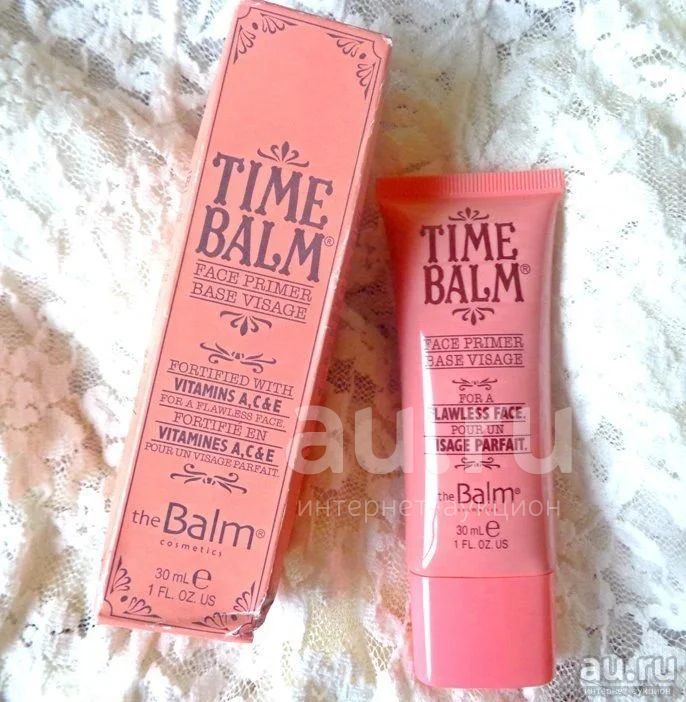 TIME
BALM®
FACE PRIMER
BASE VISAGE
FORTIFIED WITH
VITAMINS A,C&E
FOR A FLAWLESS FACE.
FORTIFIÉ EN
VITAMINES A,C&E
POUR UN VISAGE PARFAIT.
theBalm®
cosmetics
30 mL e
1 FL. OZ. US
TIME
BALM®
FACE PRIMER
BASE VISAGE
FOR A
FLAWLESS FACE.
POUR UN
VISAGE PARFAIT.
theBalm®
30 mL e
1 FL. OZ. US
au.ru
интернет-аукцион
au.ru
интернет-аукцион